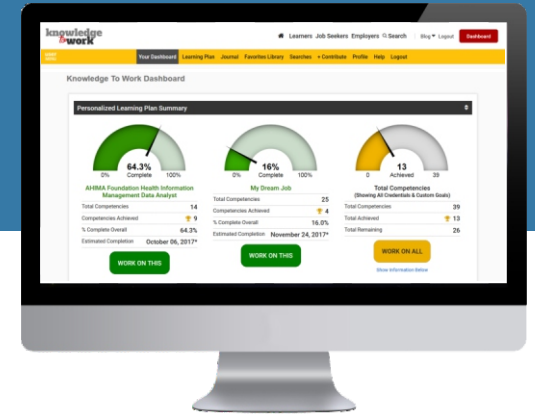 knowledge
to work
Learners Job Seekers Employers Search Blog Logout Dashboard
Your Dashboard Learning Plan Journal Favorites Library Searches + Contribute Profile Help Logout
Knowledge To Work Dashboard
Personalized Learning Plan Summary
64.3%
0% Complete 100%
AHIMA Foundation Health Information
Management Data Analyst
Total Competencies 14
Competencies Achieved 9
% Complete Overall 64.3%
Estimated Completion October 06, 2017*
WORK ON THIS
16%
0% Complete 100%
My Dream Job
Total Competencies 25
Competencies Achieved 4
% Complete Overall 16.0%
Estimated Completion November 24, 2017*
WORK ON THIS
13
0 Achieved 39
Total Competencies
(Showing All Credentials & Custom Goals)
Total Competencies 39
Total Achieved 13
Total Remaining 26
WORK ON ALL
Show Information Below